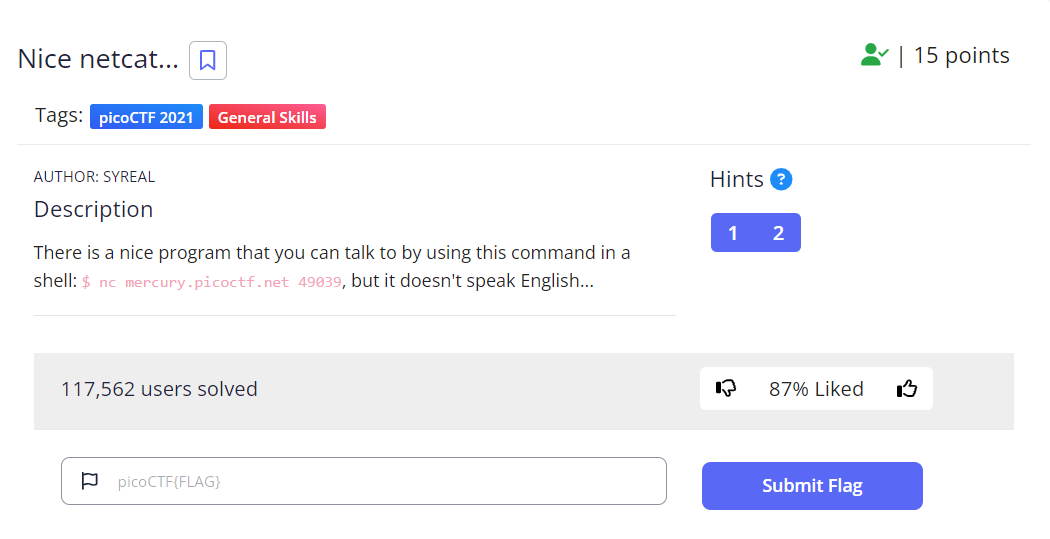 Nice netcat...
| 15 points
Tags: picoCTF 2021 General Skills
AUTHOR: SYREAL
Description
There is a nice program that you can talk to by using this command in a
shell: $ nc mercury.picoctf.net 49039, but it doesn't speak English...
Hints ?
1 2
117,562 users solved
87% Liked
picoCTF{FLAG}
Submit Flag